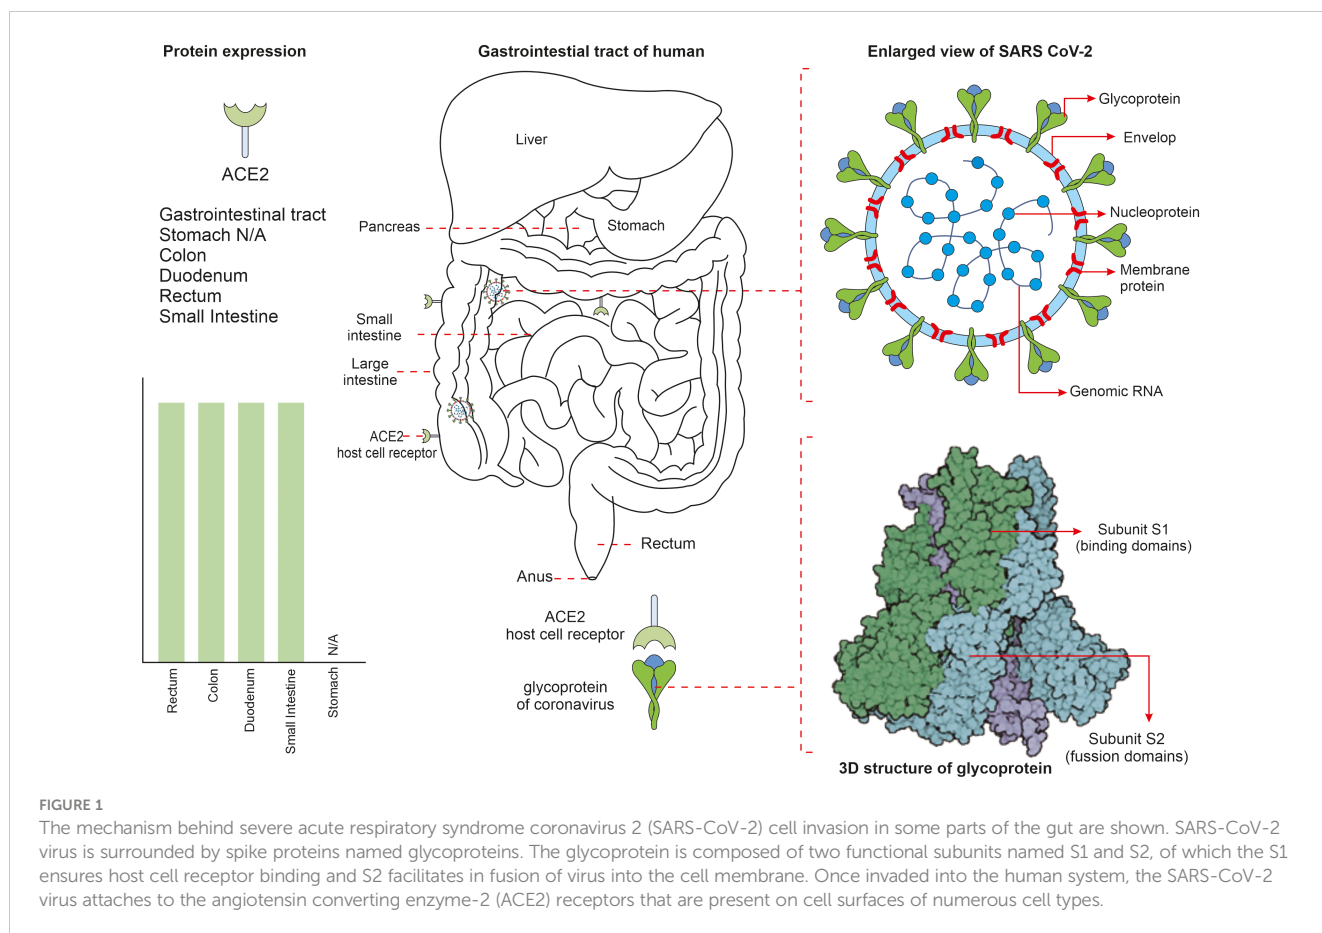 Protein expression
ACE2
Gastrointestinal tract
Stomach N/A
Colon
Duodenum
Rectum
Small Intestine
Rectum
Colon
Duodenum
Small Intestine
Stomach N/A
Gastrointestial tract of human
Liver
Pancreas
Stomach
Small
intestine
Large
intestine
ACE2
host cell receptor
Rectum
Anus
ACE2
host cell receptor
glycoprotein
of coronavirus
Enlarged view of SARS CoV-2
Glycoprotein
Envelop
Nucleoprotein
Membrane
protein
Genomic RNA
Subunit S1
(binding domains)
Subunit S2
(fussion domains)
3D structure of glycoprotein
FIGURE 1
The mechanism behind severe acute respiratory syndrome coronavirus 2 (SARS-CoV-2) cell invasion in some parts of the gut are shown. SARS-CoV-2
virus is surrounded by spike proteins named glycoproteins. The glycoprotein is composed of two functional subunits named S1 and S2, of which the S1
ensures host cell receptor binding and S2 facilitates in fusion of virus into the cell membrane. Once invaded into the human system, the SARS-CoV-2
virus attaches to the angiotensin converting enzyme-2 (ACE2) receptors that are present on cell surfaces of numerous cell types.